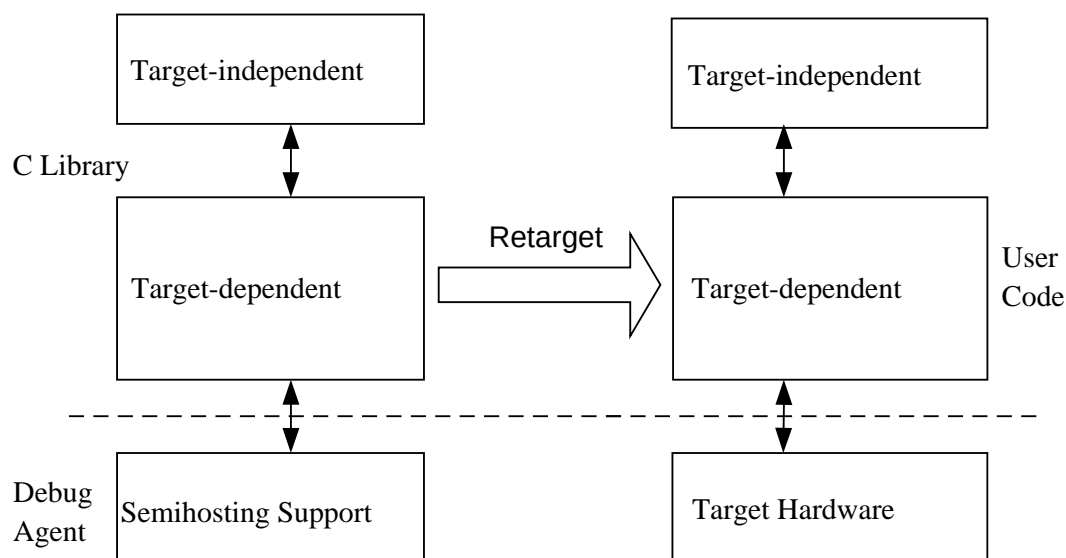 Target-independent
Target-independent
C Library
Retarget
Target-dependent
Target-dependent
User
Code
Debug
Agent
Semihosting Support
Target Hardware